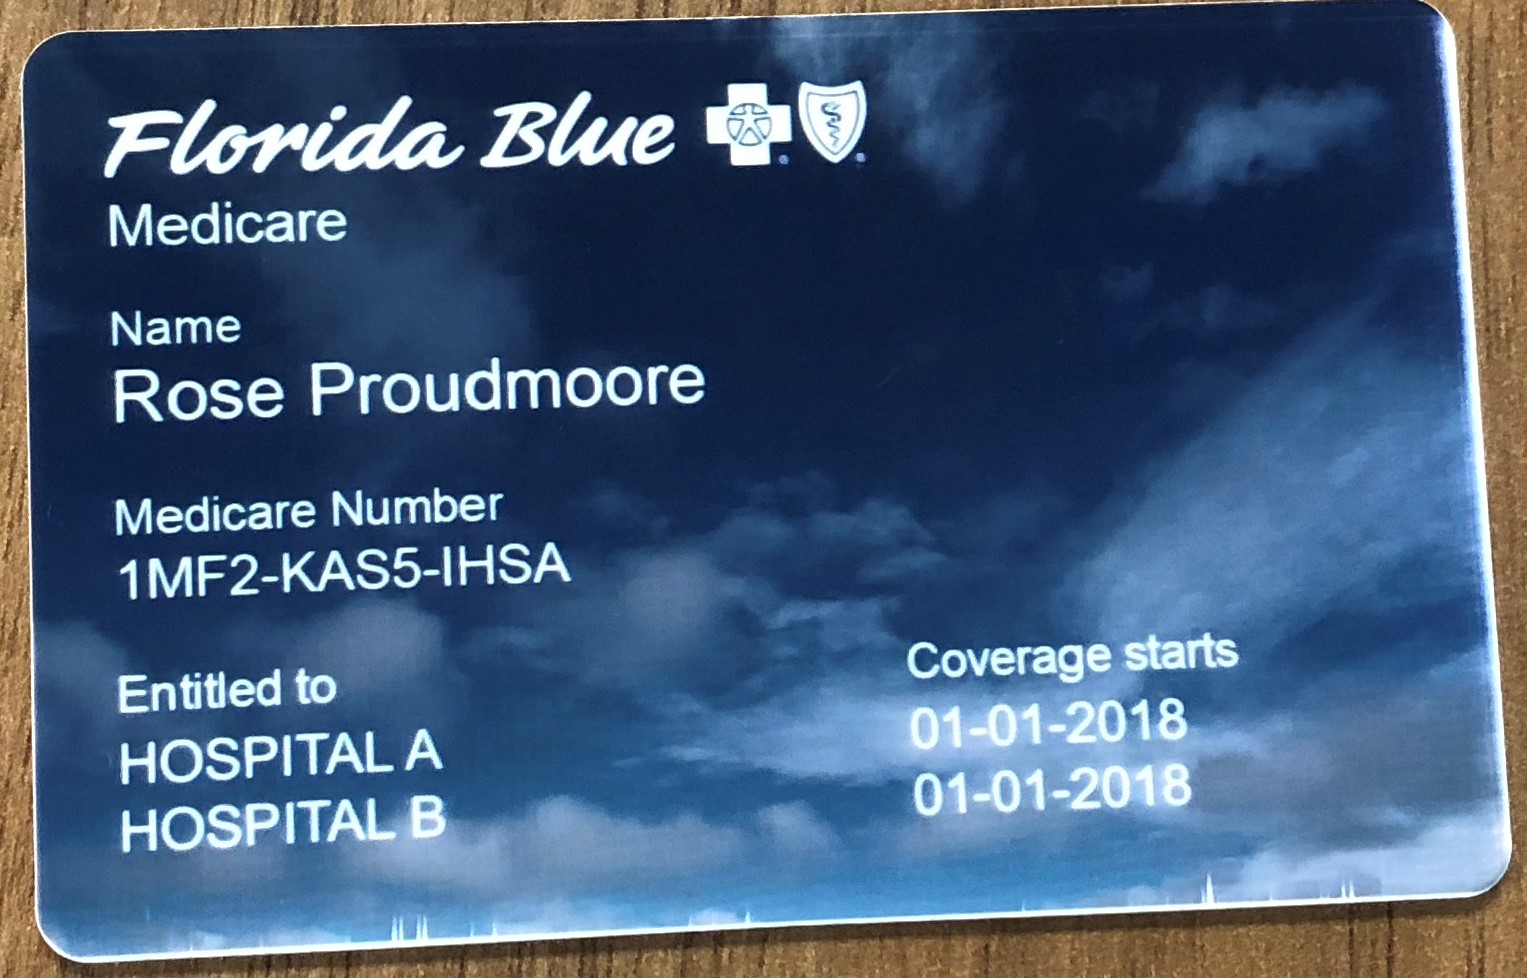 Florida Blue
Medicare
Name
Rose Proudmoore
Medicare Number
1MF2-KAS5-IHSA
Entitled to
Coverage starts
HOSPITAL A
01-01-2018
HOSPITAL B
01-01-2018